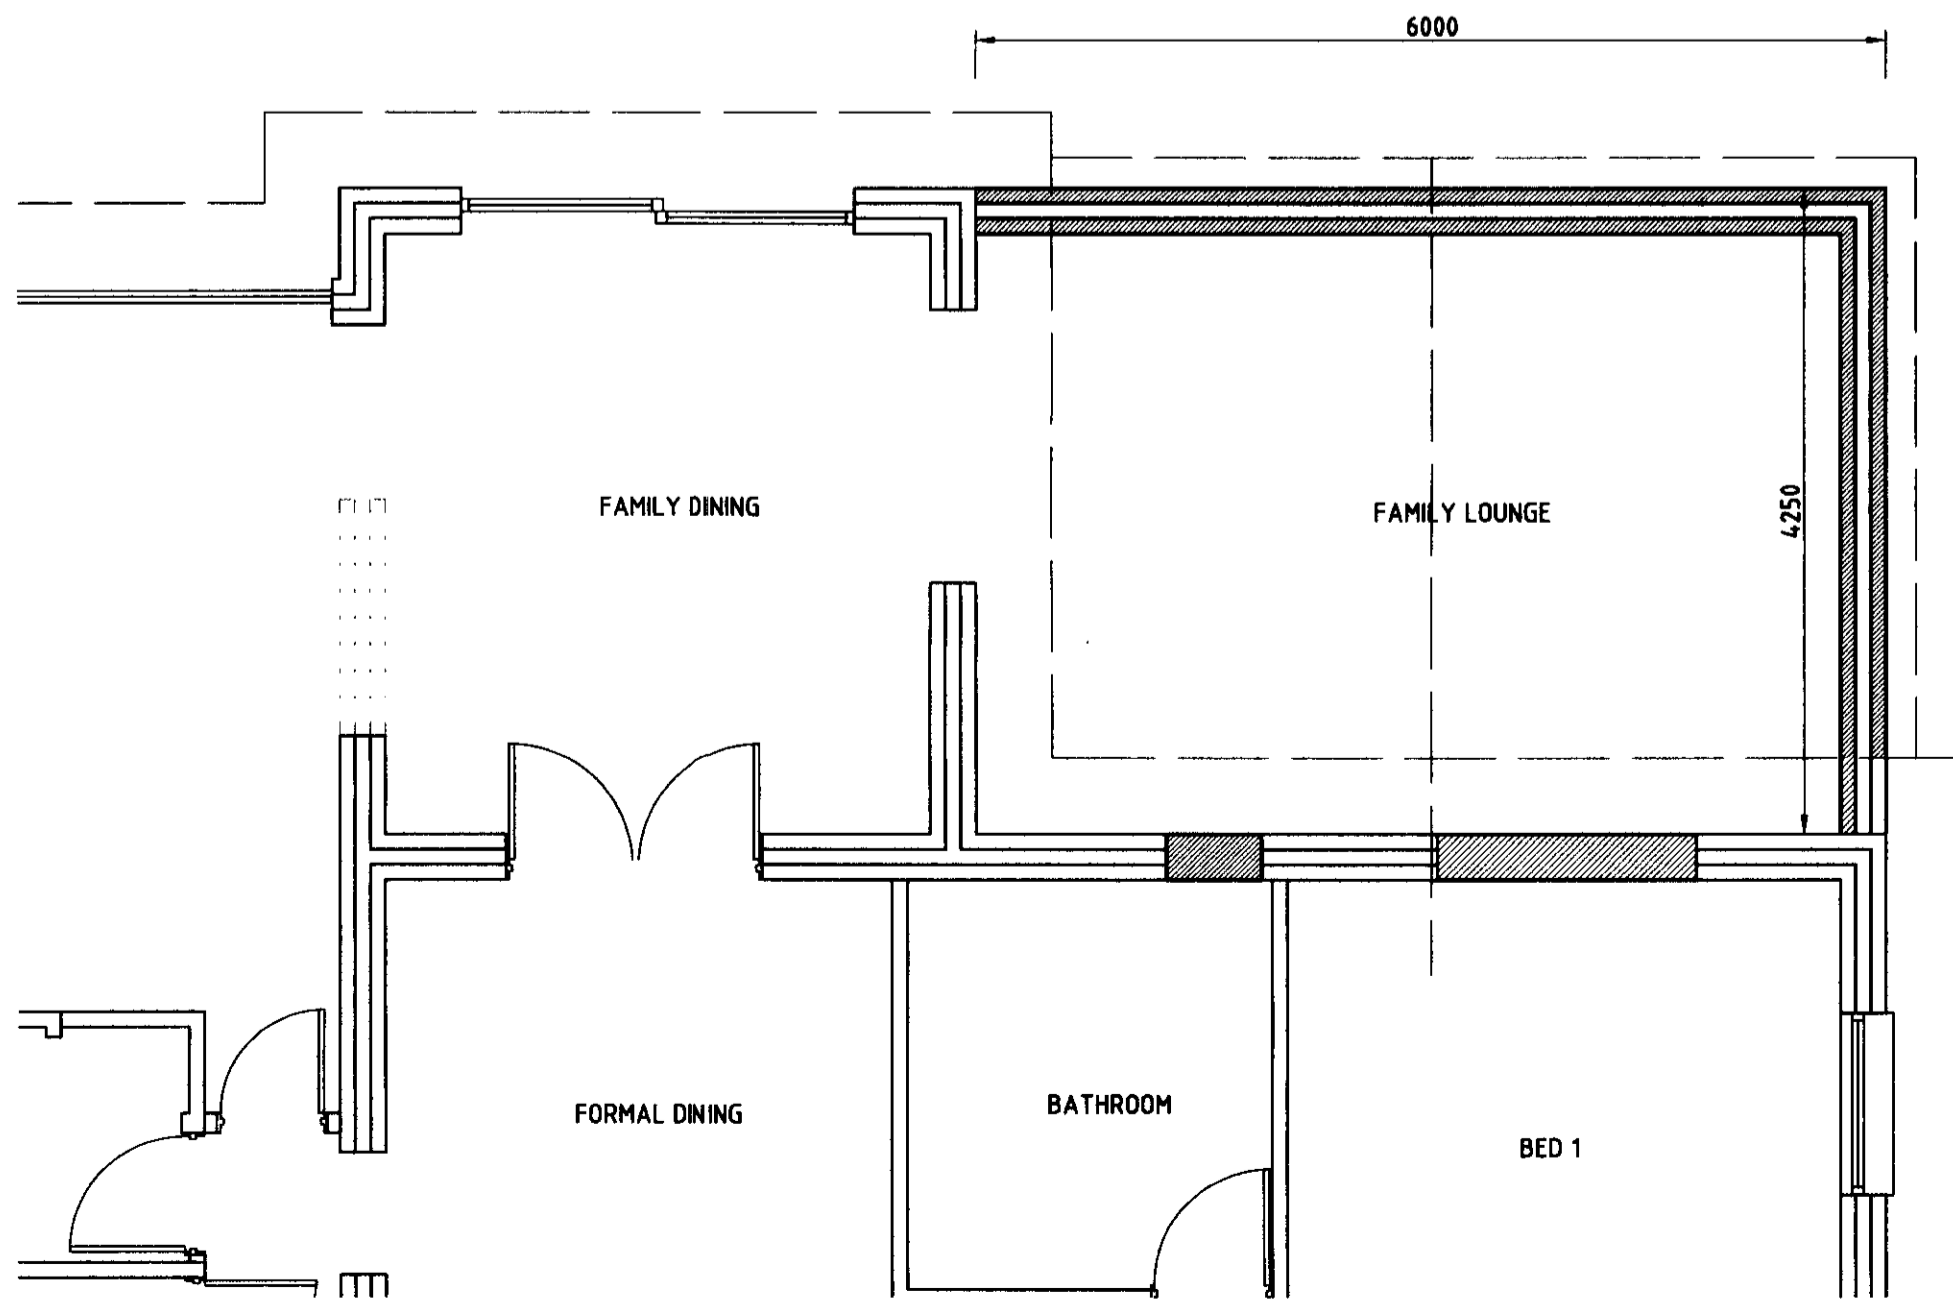 6000
FAMILY DINING
FAMILY LOUNGE
4250
FORMAL DINING
BATHROOM
BED 1